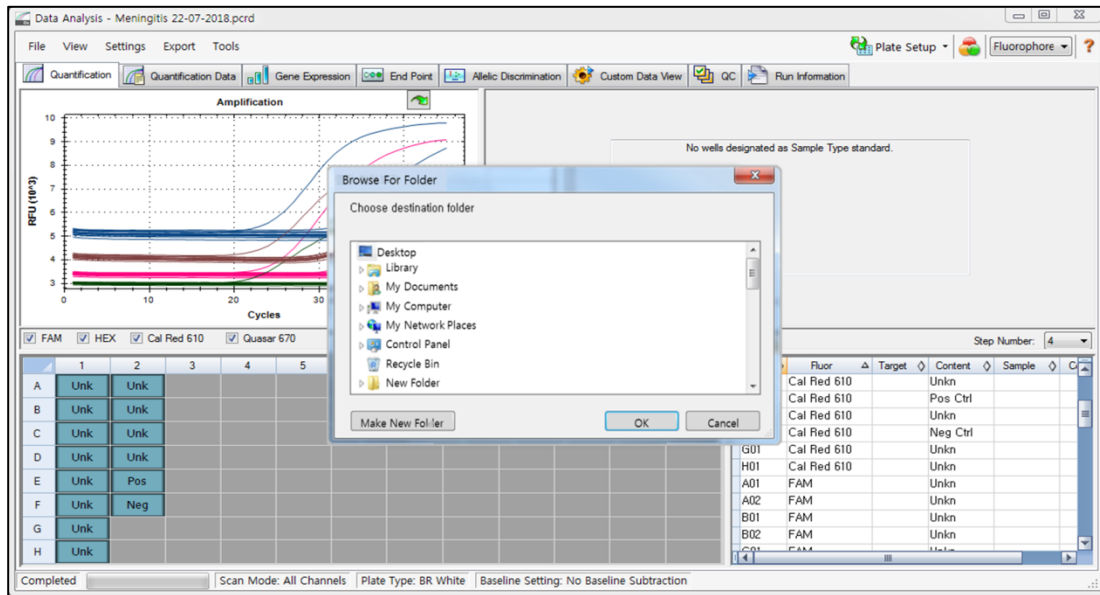 Data Analysis - Meningitis 22-07-2018.pcrd
File View Settings Export Tools
Plate Setup
Fluorophore
?
Quantification
Quantification Data
Gene Expression
End Point
Allelic Discrimination
Custom Data View
QC
Run Information
Amplification
10
9
8
7
6
5
4
3
RFU (10^3)
0 10 20 30
Cycles
No wells designated as Sample Type standard.
Browse For Folder
Choose destination folder
Desktop
Library
My Documents
My Computer
My Network Places
Control Panel
Recycle Bin
New Folder
Make New Folder
OK
Cancel
FAM HEX Cal Red 610 Quasar 670
Step Number: 4
1 2 3 4 5
A Unk Unk
B Unk Unk
C Unk Unk
D Unk Unk
E Unk Pos
F Unk Neg
G Unk
H Unk
Fluor Target Content Sample
Cal Red 610 Unkn
Cal Red 610 Pos Ctrl
Cal Red 610 Unkn
Cal Red 610 Neg Ctrl
G01 Cal Red 610 Unkn
H01 Cal Red 610 Unkn
A01 FAM Unkn
A02 FAM Unkn
B01 FAM Unkn
B02 FAM Unkn
Completed
Scan Mode: All Channels
Plate Type: BR White
Baseline Setting: No Baseline Subtraction